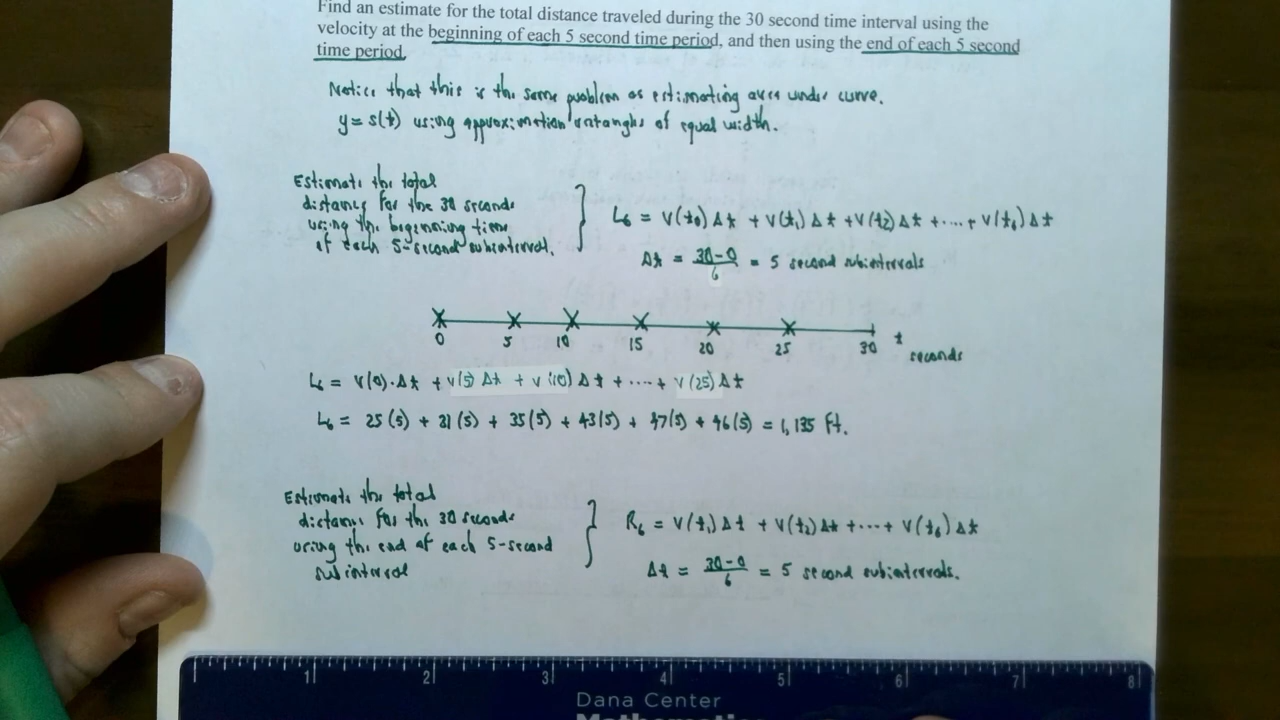 Find an estimate for the total distance traveled during the 30 second time interval using the
velocity at the beginning of each 5 second time period, and then using the end of each 5 second
time period.
Notice that this is the same problem as estimating area under curve.
y = s(t) using approximation rectangles of equal width.
Estimate the total
distance for the 30 seconds
using the beginning time
of each 5-second subinterval.
L₆ = v(t₀) Δt + v(t₁) Δt + v(t₂) Δt + .... + v(t₆) Δt
Δt = 30-0/6 = 5 second subintervals
0 5 10 15 20 25 30 t seconds
L₆ = v(0)·Δt + v(5) Δt + v(10) Δt + .... + v(25) Δt
L₆ = 25(5) + 31(5) + 35(5) + 43(5) + 47(5) + 46(5) = 1,135 ft.
Estimate the total
distance for the 30 seconds
using the end of each 5-second
subinterval
R₆ = v(t₁) Δt + v(t₂) Δt + .... + v(t₆) Δt
Δt = 30-0/6 = 5 second subintervals.
1 2 3 4 5 6 7 8
Dana Center